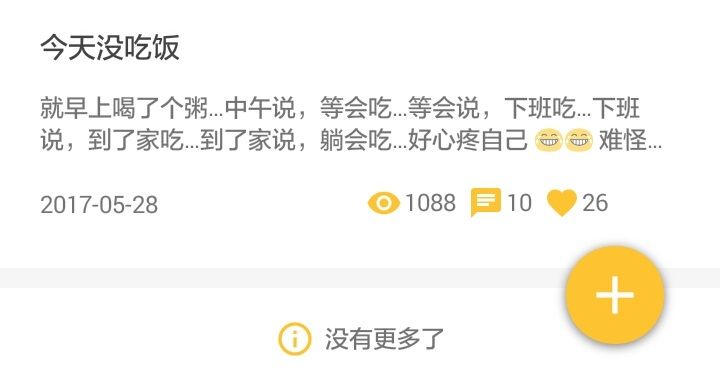 今天没吃饭
就早上喝了个粥...中午说，等会吃...等会说，下班吃...下班
说，到了家吃...到了家说，躺会吃...好心疼自己 😁😁 难怪...
2017-05-28 1088 10 26
没有更多了